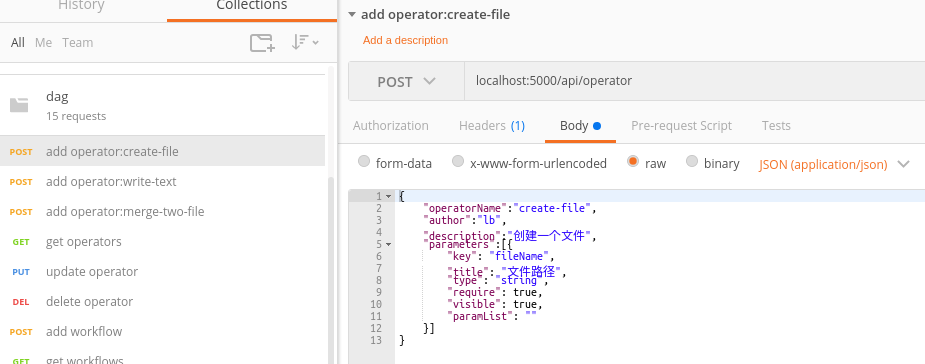 History
Collections
All Me Team
dag
15 requests
POST add operator:create-file
POST add operator:write-text
POST add operator:merge-two-file
GET get operators
PUT update operator
DEL delete operator
POST add workflow
GET get workflows
add operator:create-file
Add a description
POST localhost:5000/api/operator
Authorization Headers (1) Body Pre-request Script Tests
form-data x-www-form-urlencoded raw binary JSON (application/json)
1 {
2 "operatorName":"create-file",
3 "author":"lb",
4 "description":"创建一个文件",
5 "parameters":[{
6 "key": "fileName",
7 "title": "文件路径",
8 "type": "string",
9 "require": true,
10 "visible": true,
11 "paramList": ""
12 }]
13 }